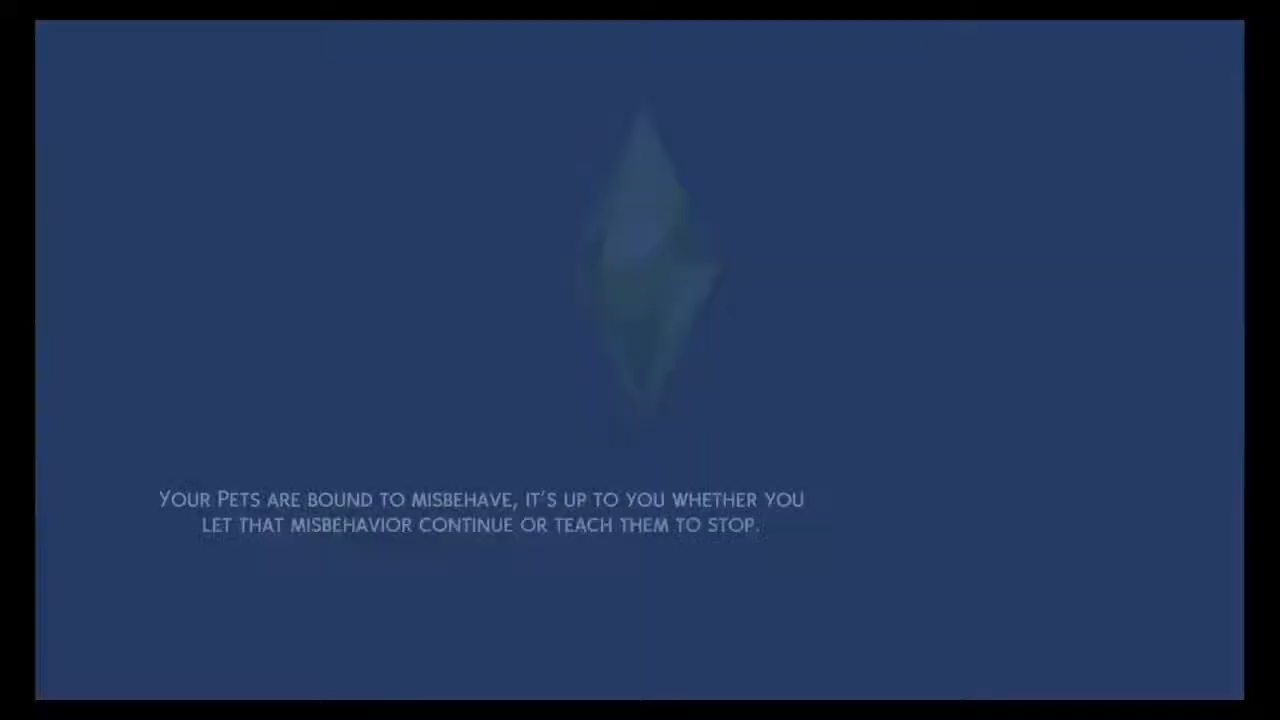 Your Pets are bound to misbehave, it's up to you whether you
let that misbehavior continue or teach them to stop.